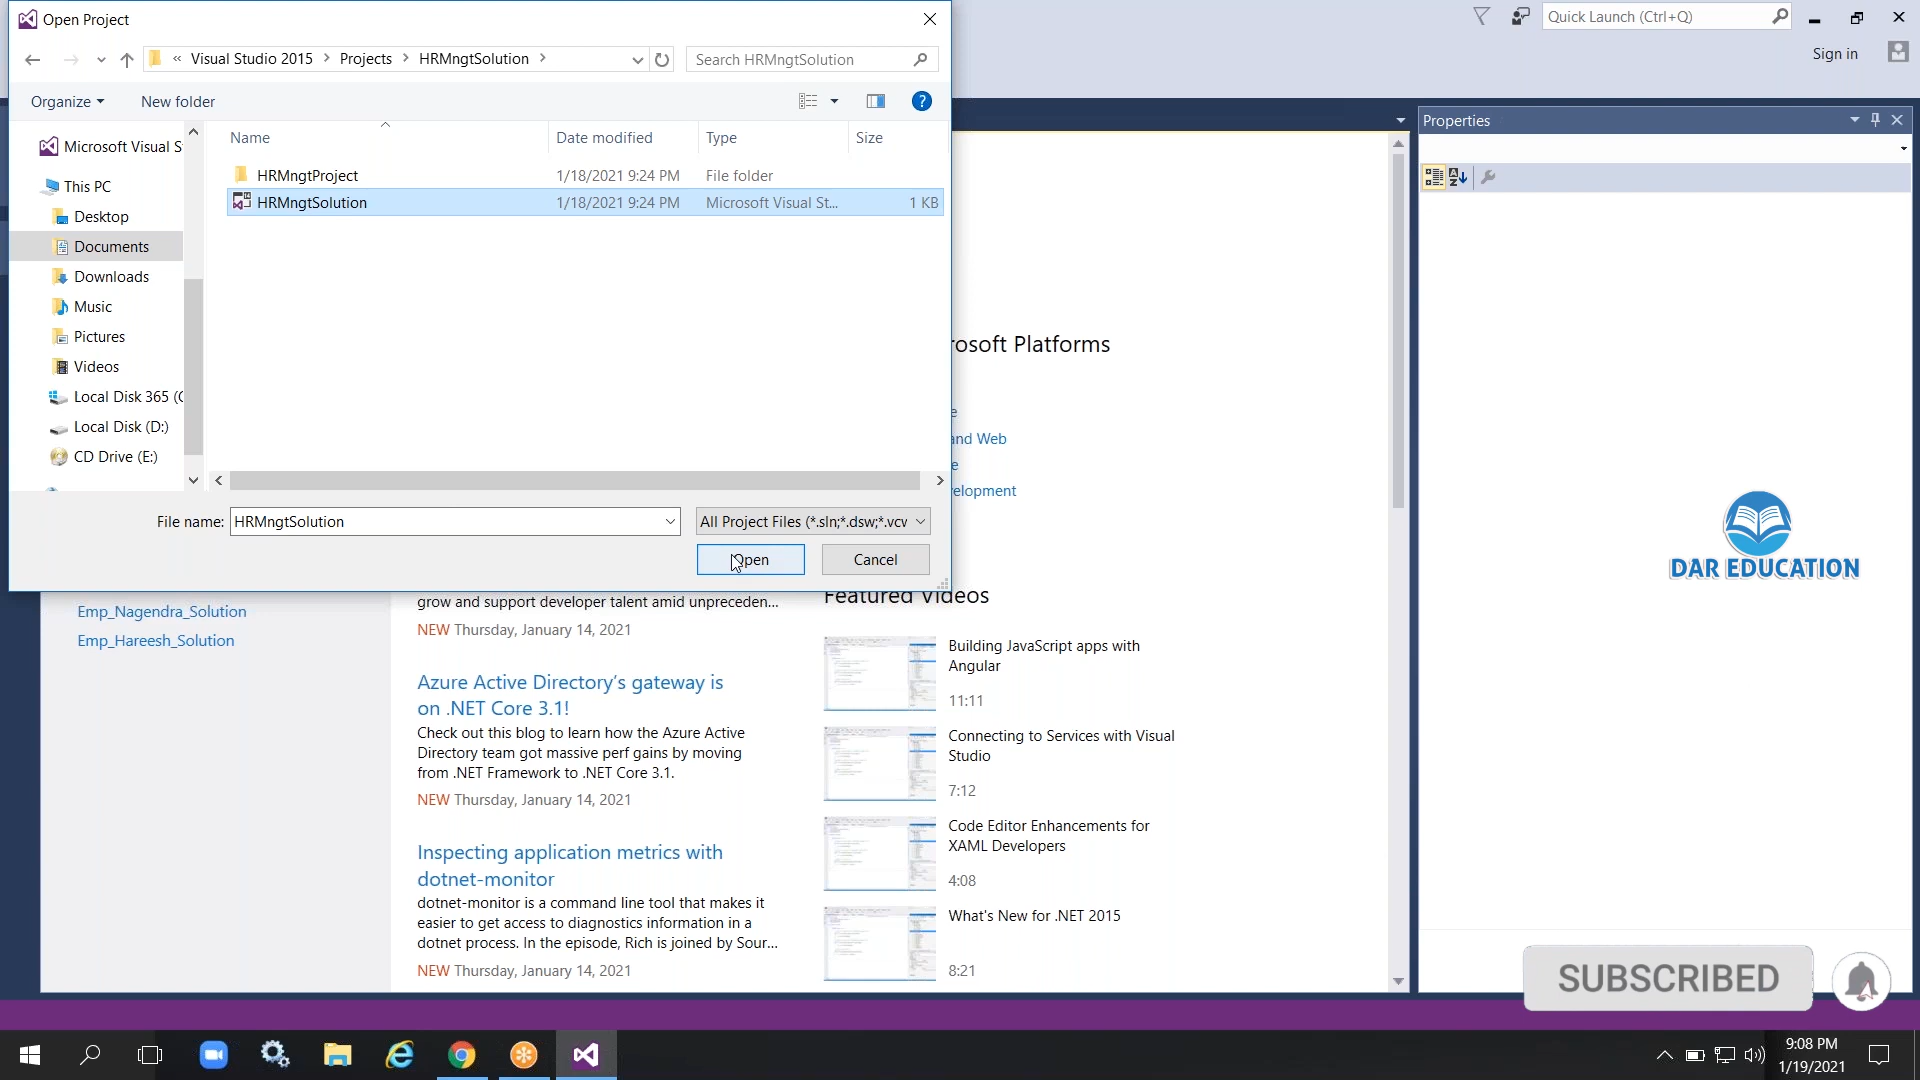 Open Project
Quick Launch (Ctrl+Q)
Sign in
« Visual Studio 2015 > Projects > HRMngtSolution >
Search HRMngtSolution
Organize
New folder
Name
Date modified
Type
Size
Microsoft Visual S
This PC
Desktop
Documents
Downloads
Music
Pictures
Videos
Local Disk 365 (C
Local Disk (D:)
CD Drive (E:)
HRMngtProject 1/18/2021 9:24 PM File folder
HRMngtSolution 1/18/2021 9:24 PM Microsoft Visual St... 1 KB
File name: HRMngtSolution
All Project Files (*.sln;*.dsw;*.vcv
Open
Cancel
Properties
rosoft Platforms
e
and Web
e
elopment
DAR EDUCATION
Emp_Nagendra_Solution
Emp_Hareesh_Solution
grow and support developer talent amid unpreceden...
NEW Thursday, January 14, 2021
Azure Active Directory's gateway is
on .NET Core 3.1!
Check out this blog to learn how the Azure Active
Directory team got massive perf gains by moving
from .NET Framework to .NET Core 3.1.
NEW Thursday, January 14, 2021
Inspecting application metrics with
dotnet-monitor
dotnet-monitor is a command line tool that makes it
easier to get access to diagnostics information in a
dotnet process. In the episode, Rich is joined by Sour...
NEW Thursday, January 14, 2021
Featured Videos
Building JavaScript apps with
Angular
11:11
Connecting to Services with Visual
Studio
7:12
Code Editor Enhancements for
XAML Developers
4:08
What's New for .NET 2015
8:21
SUBSCRIBED
9:08 PM
1/19/2021